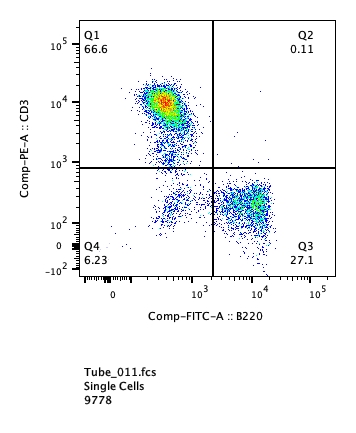 Q1
66.6
Q2
0.11
10^5
10^4
10^3
10^2
0
-10^2
Comp-PE-A :: CD3
Q4
6.23
Q3
27.1
0
10^3
10^4
10^5
Comp-FITC-A :: B220
Tube_011.fcs
Single Cells
9778